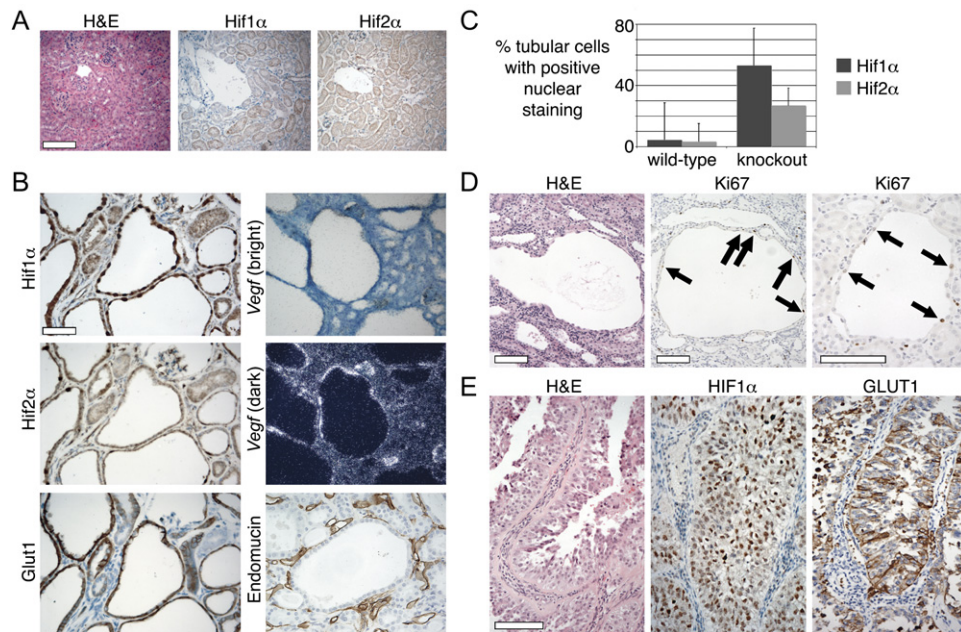 A
H&E
Hif1α
Hif2α
B
Hif1α
Vegf (bright)
Hif2α
Vegf (dark)
Glut1
Endomucin
C
% tubular cells
with positive
nuclear
staining
80
40
0
wild-type
knockout
Hif1α
Hif2α
D
H&E
Ki67
Ki67
E
H&E
HIF1α
GLUT1